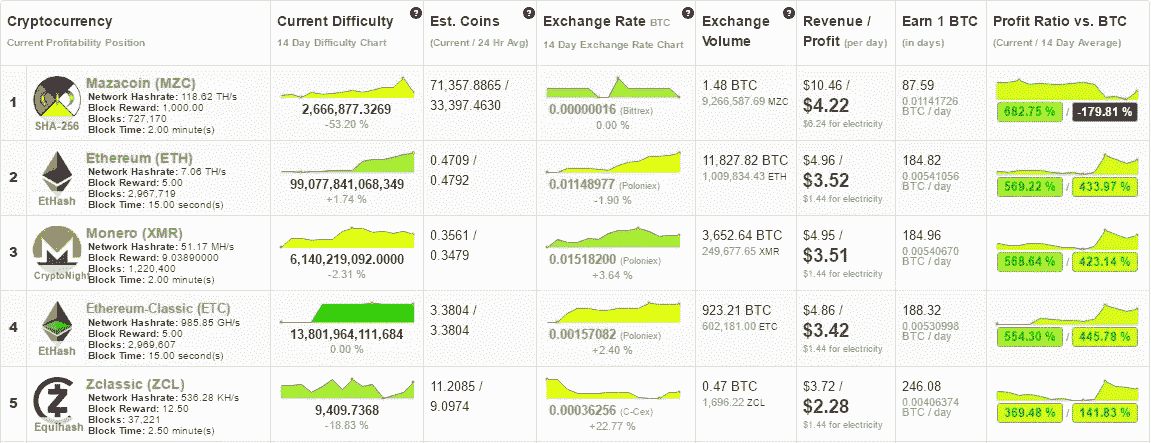 Cryptocurrency
Current Profitability Position
Current Difficulty ?
14 Day Difficulty Chart
Est. Coins ?
(Current / 24 Hr Avg)
Exchange Rate BTC ?
14 Day Exchange Rate Chart
Exchange
Volume
Revenue /
Profit (per day)
Earn 1 BTC
(in days)
Profit Ratio vs. BTC
(Current / 14 Day Average)
1
SHA-256
Mazacoin (MZC)
Network Hashrate: 118.62 TH/s
Block Reward: 1,000.00
Blocks: 727,170
Block Time: 2.00 minute(s)
2,666,877.3269
-53.20 %
71,357.8865 /
33,397.4630
0.00000016 (Bittrex)
0.00 %
1.48 BTC
9,266,587.69 MZC
$10.46 /
$4.22
$6.24 for electricity
87.59
0.01141726
BTC / day
682.75 % / -179.81 %
2
EtHash
Ethereum (ETH)
Network Hashrate: 7.06 TH/s
Block Reward: 5.00
Blocks: 2,967,719
Block Time: 15.00 second(s)
99,077,841,068,349
+1.74 %
0.4709 /
0.4792
0.01148977 (Poloniex)
-1.90 %
11,827.82 BTC
1,009,834.43 ETH
$4.96 /
$3.52
$1.44 for electricity
184.82
0.00541056
BTC / day
569.22 % / 433.97 %
3
CryptoNight
Monero (XMR)
Network Hashrate: 51.17 MH/s
Block Reward: 9.03890000
Blocks: 1,220,400
Block Time: 2.00 minute(s)
6,140,219,092.0000
-2.31 %
0.3561 /
0.3479
0.01518200 (Poloniex)
+3.64 %
3,652.64 BTC
249,677.65 XMR
$4.95 /
$3.51
$1.44 for electricity
184.96
0.00540670
BTC / day
568.64 % / 423.14 %
4
EtHash
Ethereum-Classic (ETC)
Network Hashrate: 985.85 GH/s
Block Reward: 5.00
Blocks: 2,969,607
Block Time: 15.00 second(s)
13,801,964,111,684
0.00 %
3.3804 /
3.3804
0.00157082 (Poloniex)
+2.40 %
923.21 BTC
602,181.00 ETC
$4.86 /
$3.42
$1.44 for electricity
188.32
0.00530998
BTC / day
554.30 % / 445.78 %
5
Equihash
Zclassic (ZCL)
Network Hashrate: 536.28 KH/s
Block Reward: 12.50
Blocks: 37,221
Block Time: 2.50 minute(s)
9,409.7368
-18.83 %
11.2085 /
9.0974
0.00036256 (C-Cex)
+22.77 %
0.47 BTC
1,696.22 ZCL
$3.72 /
$2.28
$1.44 for electricity
246.08
0.00406374
BTC / day
369.48 % / 141.83 %